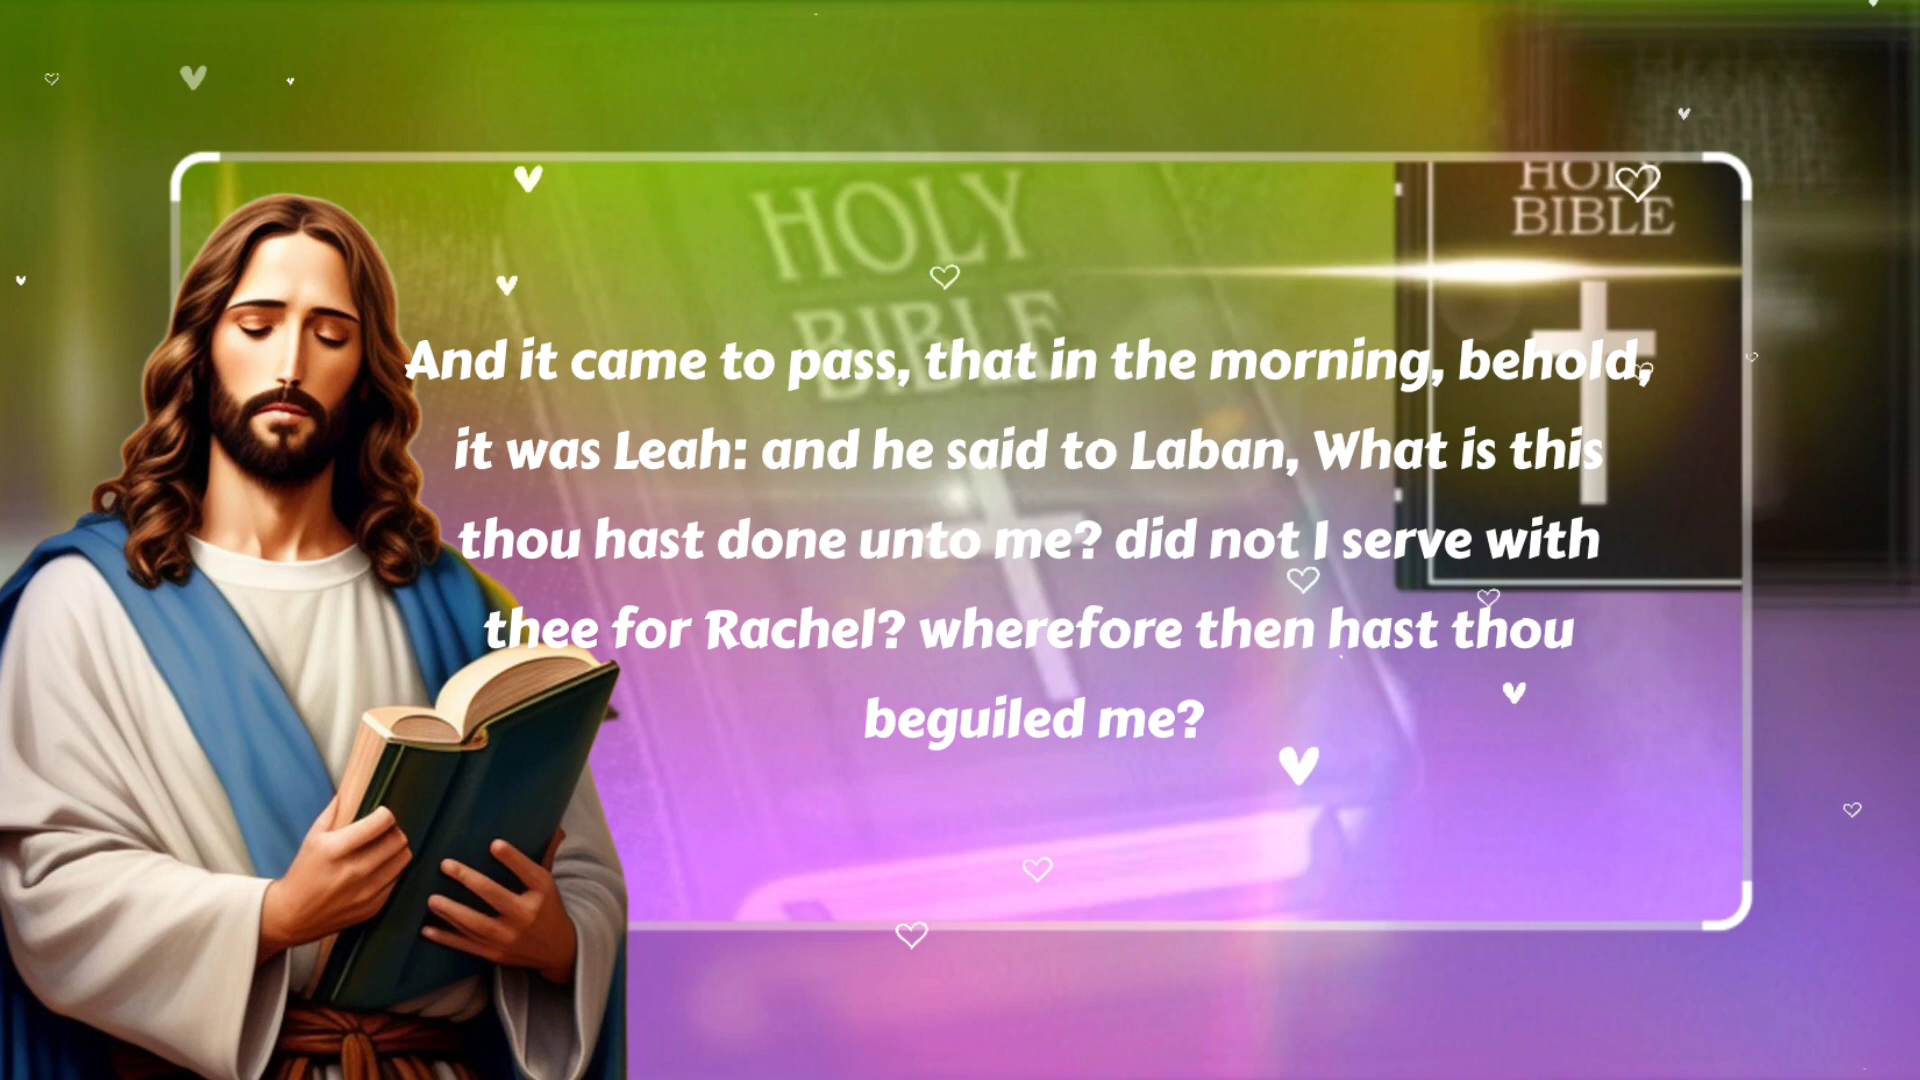 HOLY
BIBLE
HOLY
BIBLE
And it came to pass, that in the morning, behold,
it was Leah: and he said to Laban, What is this
thou hast done unto me? did not I serve with
thee for Rachel? wherefore then hast thou
beguiled me?